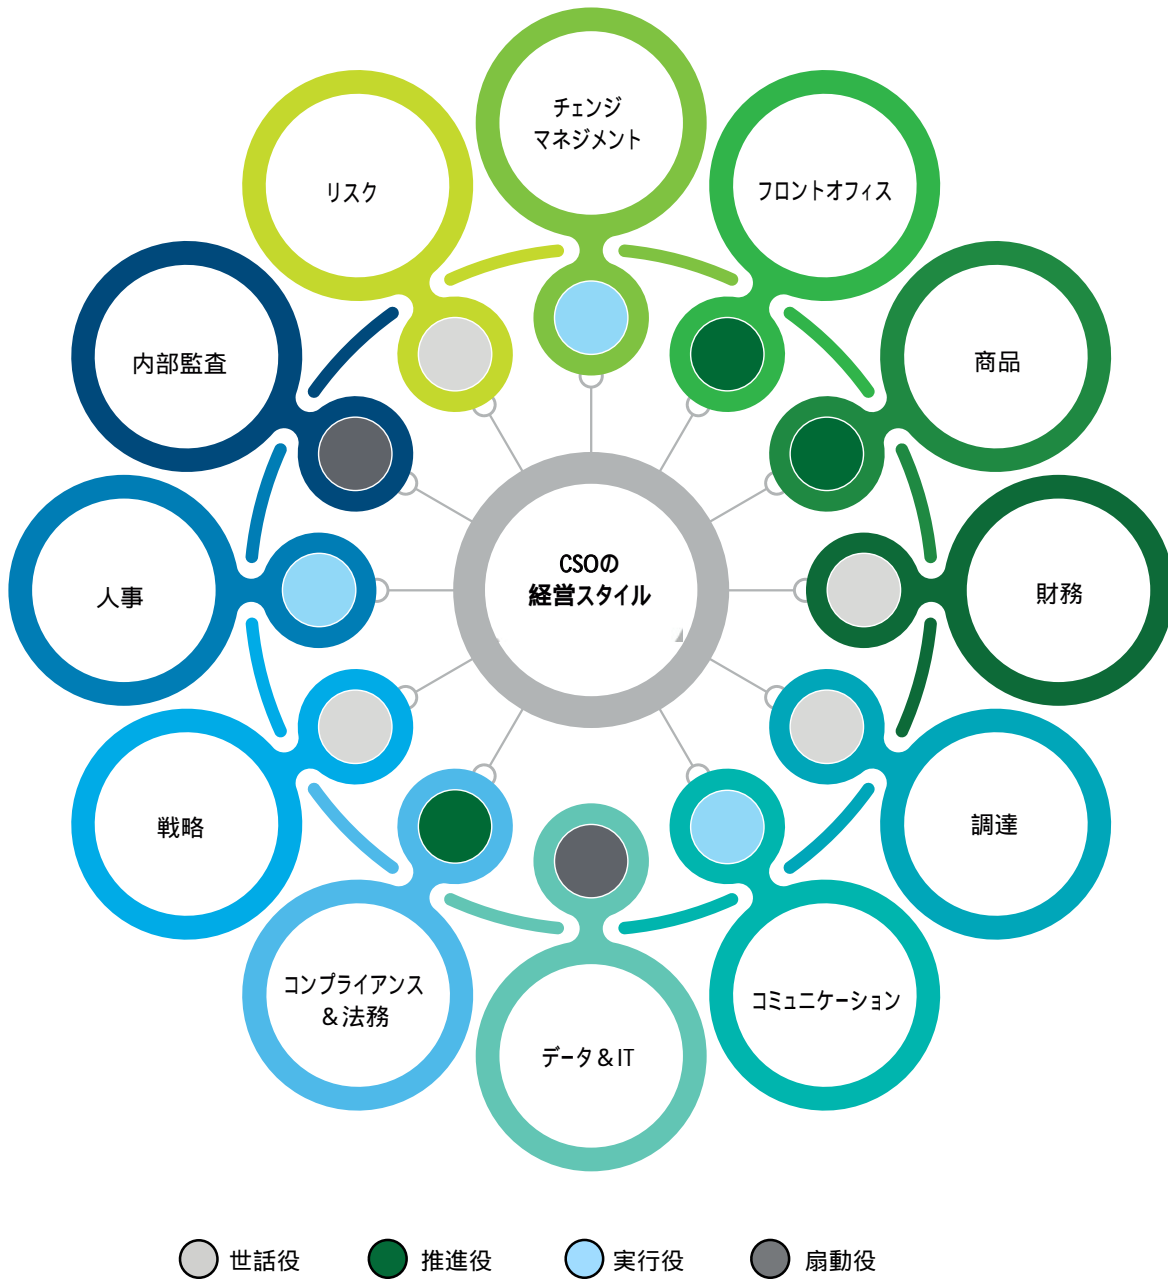 チェンジ
マネジメント
フロントオフィス
リスク
商品
内部監査
CSOの
経営スタイル
人事
財務
戦略
調達
コンプライアンス
&法務
コミュニケーション
データ&IT
世話役
推進役
実行役
扇動役